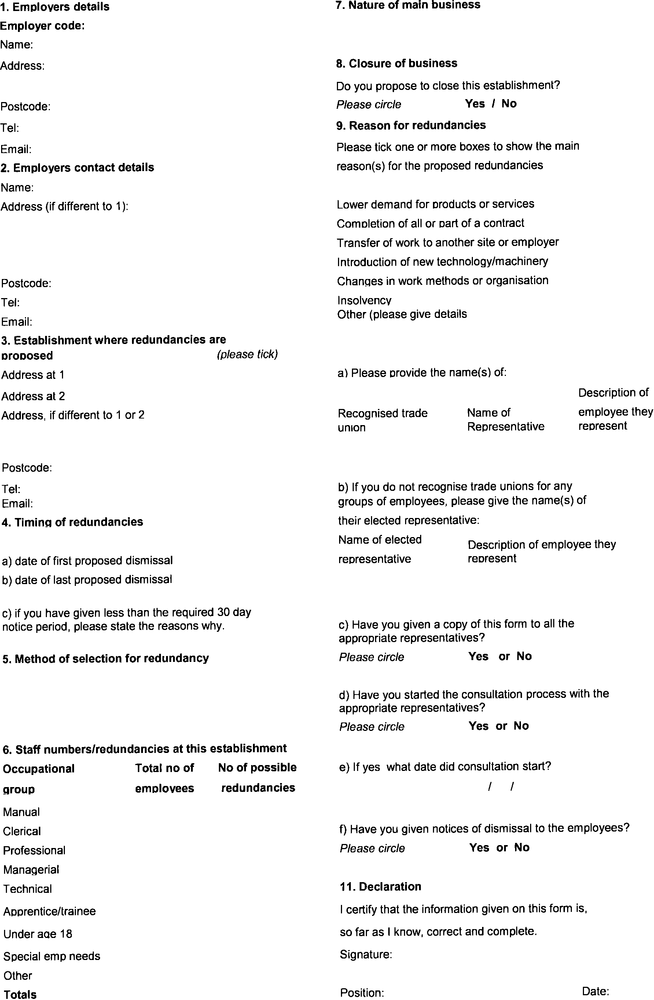 1. Employers details
Employer code:
Name:
Address:
Postcode:
Tel:
Email:
2. Employers contact details
Name:
Address (if different to 1):
Postcode:
Tel:
Email:
3. Establishment where redundancies are
proposed (please tick)
Address at 1
Address at 2
Address, if different to 1 or 2
Postcode:
Tel:
Email:
4. Timing of redundancies
a) date of first proposed dismissal
b) date of last proposed dismissal
c) if you have given less than the required 30 day
notice period, please state the reasons why.
5. Method of selection for redundancy
6. Staff numbers/redundancies at this establishment
Occupational Total no of No of possible
group employees redundancies
Manual
Clerical
Professional
Managerial
Technical
Apprentice/trainee
Under age 18
Special emp needs
Other
Totals
7. Nature of main business
8. Closure of business
Do you propose to close this establishment?
Please circle Yes / No
9. Reason for redundancies
Please tick one or more boxes to show the main
reason(s) for the proposed redundancies
Lower demand for products or services
Completion of all or part of a contract
Transfer of work to another site or employer
Introduction of new technology/machinery
Changes in work methods or organisation
Insolvency
Other (please give details
a) Please provide the name(s) of:
Description of
Recognised trade Name of employee they
union Representative represent
b) If you do not recognise trade unions for any
groups of employees, please give the name(s) of
their elected representative:
Name of elected Description of employee they
representative represent
c) Have you given a copy of this form to all the
appropriate representatives?
Please circle Yes or No
d) Have you started the consultation process with the
appropriate representatives?
Please circle Yes or No
e) If yes what date did consultation start?
/ /
f) Have you given notices of dismissal to the employees?
Please circle Yes or No
11. Declaration
I certify that the information given on this form is,
so far as I know, correct and complete.
Signature:
Position: Date: